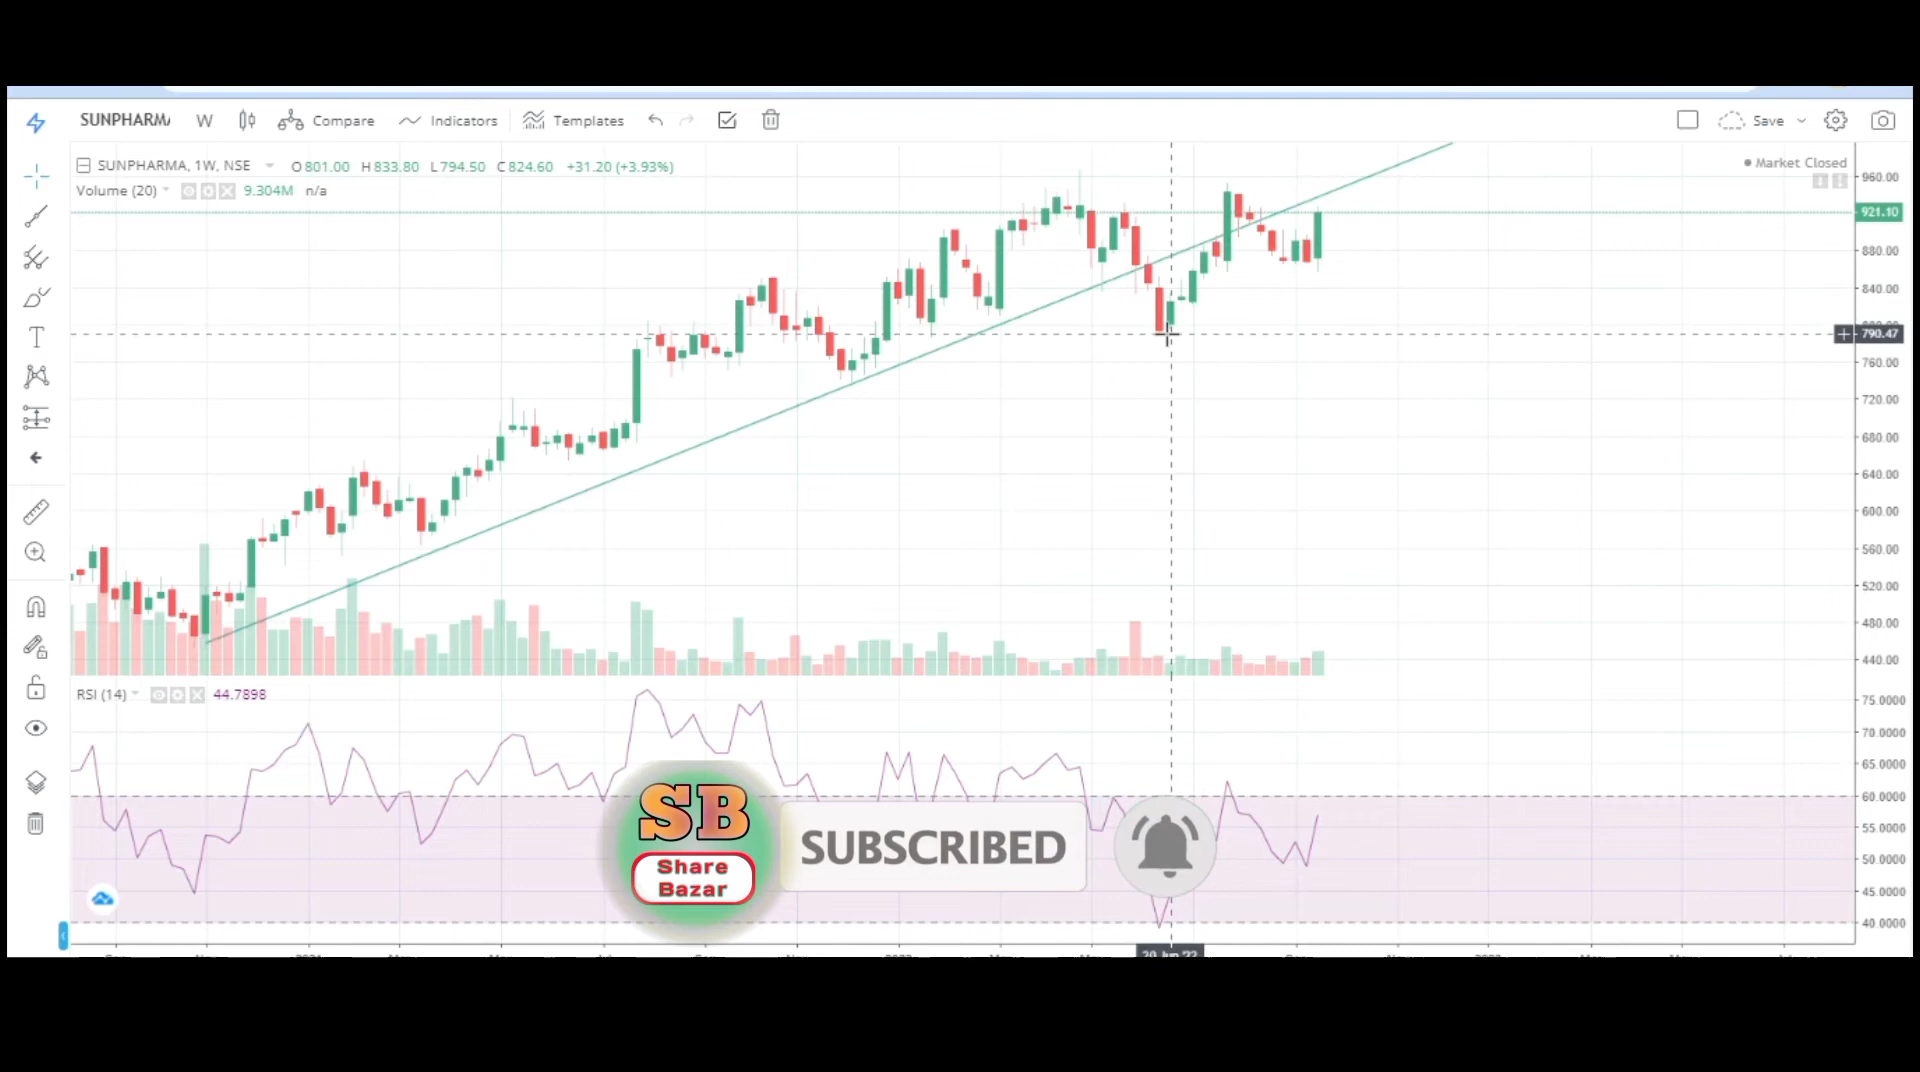 SUNPHARMA W Compare Indicators Templates Save
SUNPHARMA, 1W, NSE O801.00 H833.80 L794.50 C824.60 +31.20 (+3.93%)
Market Closed
Volume (20) 9.304M n/a
960.00
921.10
880.00
840.00
790.47
760.00
720.00
680.00
640.00
600.00
560.00
520.00
480.00
440.00
RSI (14) 44.7898
75.0000
70.0000
65.0000
60.0000
55.0000
50.0000
45.0000
40.0000
SB
Share
Bazar
SUBSCRIBED